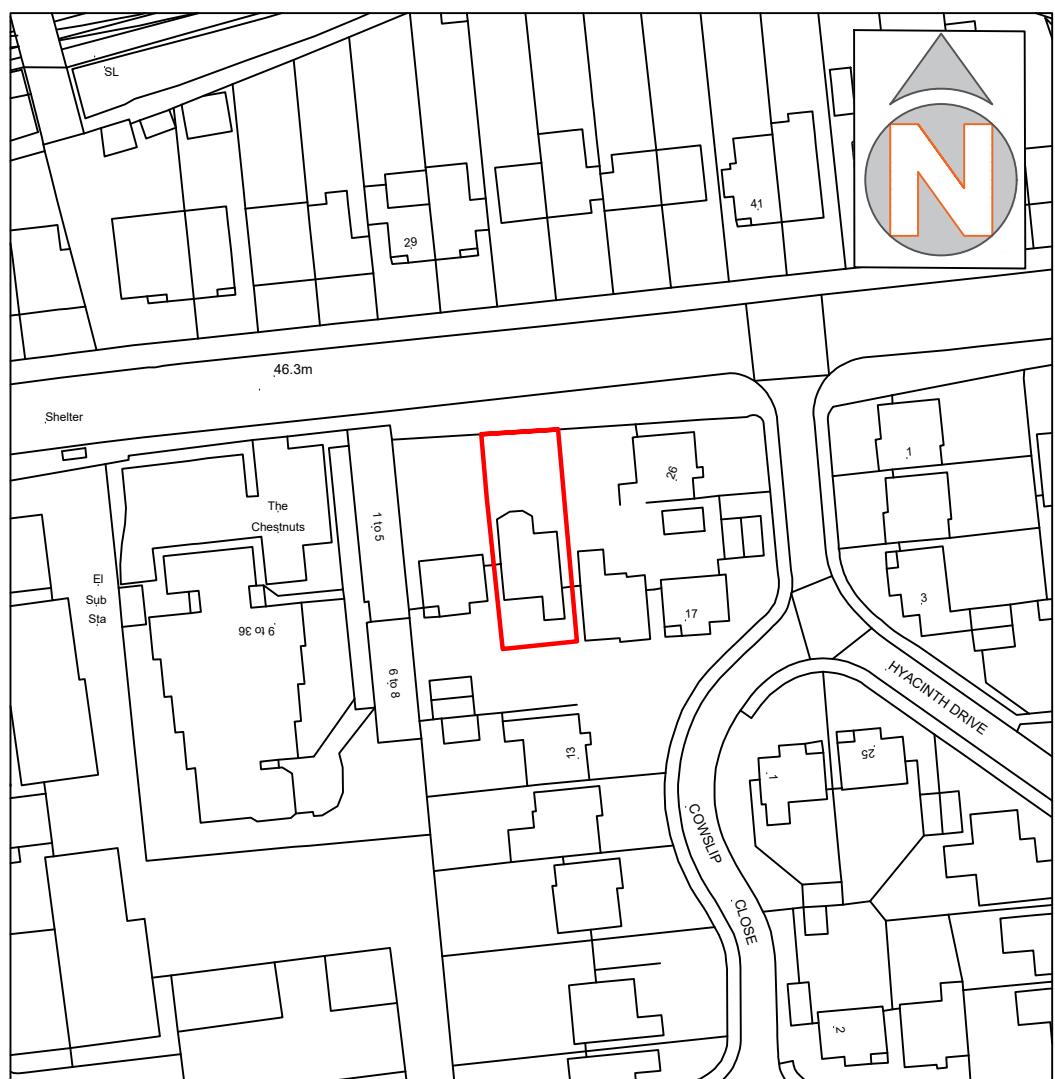 SL
N
41
29
46.3m
Shelter
1
The
Chestnuts
1 to 5
26
El
Sub
Sta
3
9 to 36
17
6 to 8
HYACINTH DRIVE
13
25
1
COWSLIP
CLOSE
2